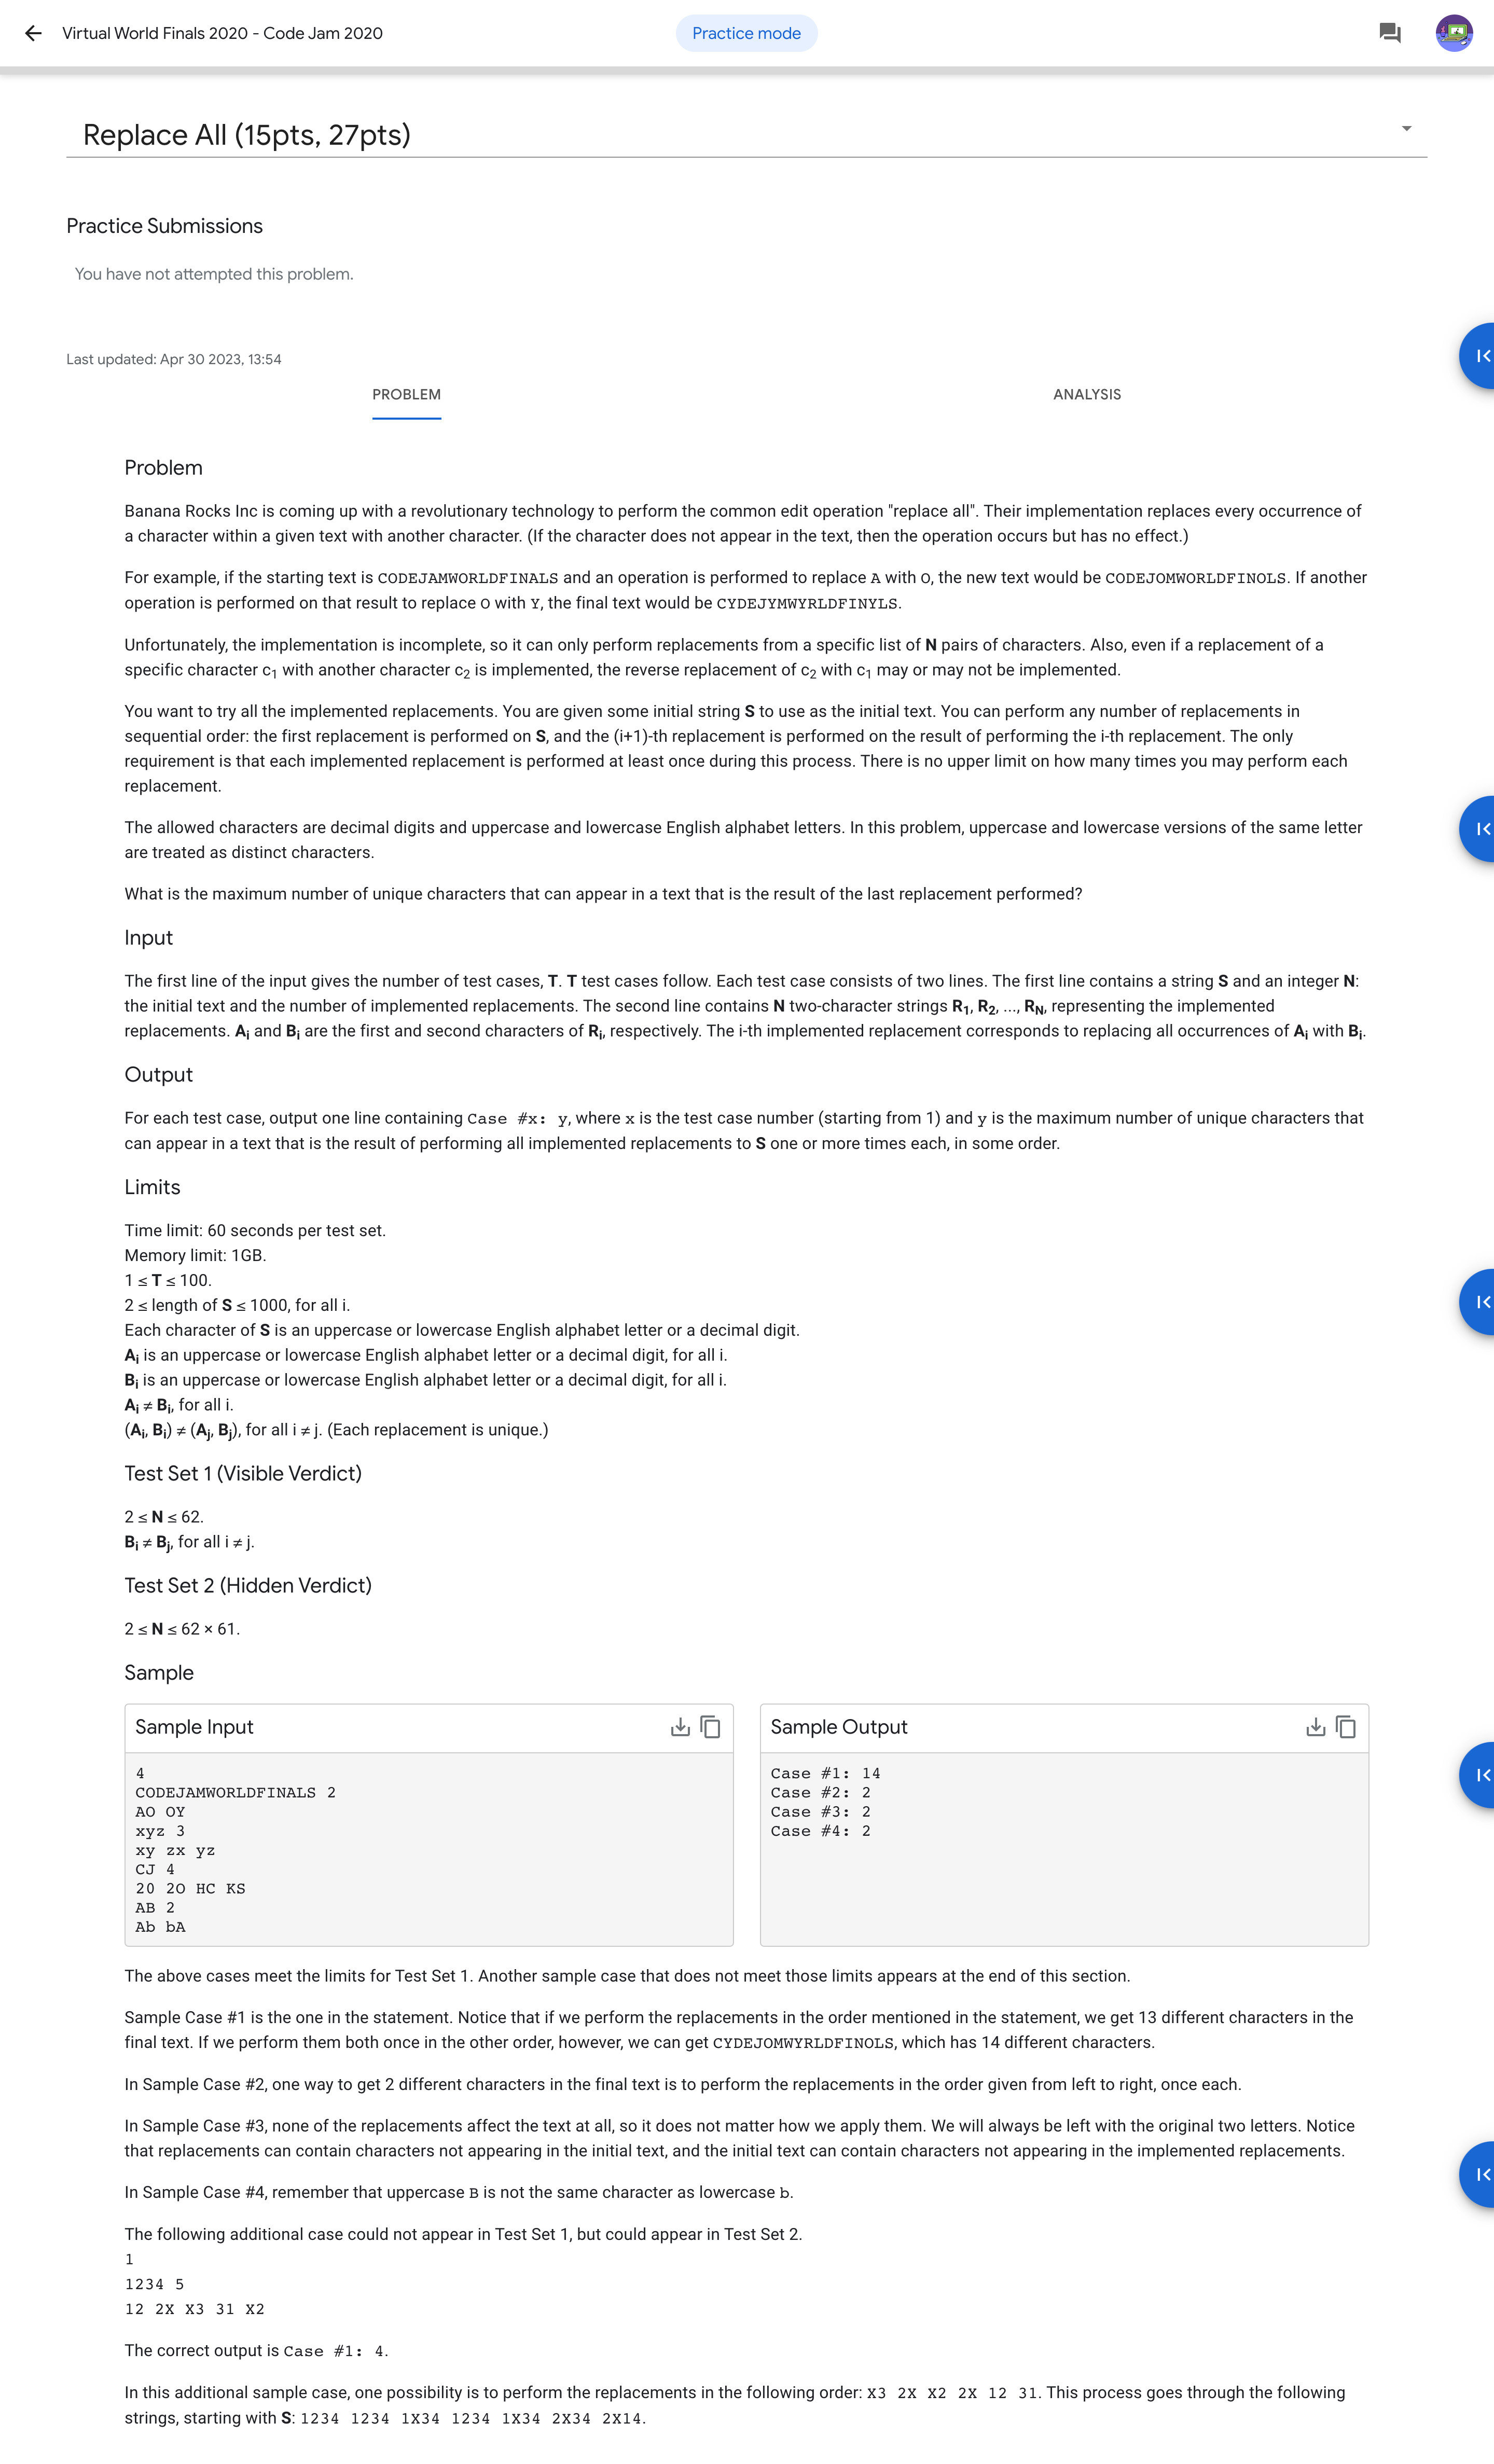 Virtual World Finals 2020 - Code Jam 2020
Practice mode
Replace All (15pts, 27pts)
Practice Submissions
You have not attempted this problem.
Last updated: Apr 30 2023, 13:54
PROBLEM
ANALYSIS
Problem
Banana Rocks Inc is coming up with a revolutionary technology to perform the common edit operation "replace all". Their implementation replaces every occurrence of
a character within a given text with another character. (If the character does not appear in the text, then the operation occurs but has no effect.)
For example, if the starting text is CODEJAMWORLDFINALS and an operation is performed to replace A with O, the new text would be CODEJOMWORLDFINOLS. If another
operation is performed on that result to replace O with Y, the final text would be CYDEJYMWYRLDFINYLS.
Unfortunately, the implementation is incomplete, so it can only perform replacements from a specific list of N pairs of characters. Also, even if a replacement of a
specific character c1 with another character c2 is implemented, the reverse replacement of c2 with c1 may or may not be implemented.
You want to try all the implemented replacements. You are given some initial string S to use as the initial text. You can perform any number of replacements in
sequential order: the first replacement is performed on S, and the (i+1)-th replacement is performed on the result of performing the i-th replacement. The only
requirement is that each implemented replacement is performed at least once during this process. There is no upper limit on how many times you may perform each
replacement.
The allowed characters are decimal digits and uppercase and lowercase English alphabet letters. In this problem, uppercase and lowercase versions of the same letter
are treated as distinct characters.
What is the maximum number of unique characters that can appear in a text that is the result of the last replacement performed?
Input
The first line of the input gives the number of test cases, T. T test cases follow. Each test case consists of two lines. The first line contains a string S and an integer N:
the initial text and the number of implemented replacements. The second line contains N two-character strings R1, R2, ..., RN, representing the implemented
replacements. Ai and Bi are the first and second characters of Ri, respectively. The i-th implemented replacement corresponds to replacing all occurrences of Ai with Bi.
Output
For each test case, output one line containing Case #x: y, where x is the test case number (starting from 1) and y is the maximum number of unique characters that
can appear in a text that is the result of performing all implemented replacements to S one or more times each, in some order.
Limits
Time limit: 60 seconds per test set.
Memory limit: 1GB.
1 ≤ T ≤ 100.
2 ≤ length of S ≤ 1000, for all i.
Each character of S is an uppercase or lowercase English alphabet letter or a decimal digit.
Ai is an uppercase or lowercase English alphabet letter or a decimal digit, for all i.
Bi is an uppercase or lowercase English alphabet letter or a decimal digit, for all i.
Ai ≠ Bi, for all i.
(Ai, Bi) ≠ (Aj, Bj), for all i ≠ j. (Each replacement is unique.)
Test Set 1 (Visible Verdict)
2 ≤ N ≤ 62.
Bi ≠ Bj, for all i ≠ j.
Test Set 2 (Hidden Verdict)
2 ≤ N ≤ 62 × 61.
Sample
Sample Input
4
CODEJAMWORLDFINALS 2
AO OY
xyz 3
xy zx yz
CJ 4
20 2O HC KS
AB 2
Ab bA
Sample Output
Case #1: 14
Case #2: 2
Case #3: 2
Case #4: 2
The above cases meet the limits for Test Set 1. Another sample case that does not meet those limits appears at the end of this section.
Sample Case #1 is the one in the statement. Notice that if we perform the replacements in the order mentioned in the statement, we get 13 different characters in the
final text. If we perform them both once in the other order, however, we can get CYDEJOMWYRLDFINOLS, which has 14 different characters.
In Sample Case #2, one way to get 2 different characters in the final text is to perform the replacements in the order given from left to right, once each.
In Sample Case #3, none of the replacements affect the text at all, so it does not matter how we apply them. We will always be left with the original two letters. Notice
that replacements can contain characters not appearing in the initial text, and the initial text can contain characters not appearing in the implemented replacements.
In Sample Case #4, remember that uppercase B is not the same character as lowercase b.
The following additional case could not appear in Test Set 1, but could appear in Test Set 2.
1
1234 5
12 2X X3 31 X2
The correct output is Case #1: 4.
In this additional sample case, one possibility is to perform the replacements in the following order: X3 2X X2 2X 12 31. This process goes through the following
strings, starting with S: 1234 1234 1X34 1234 1X34 2X34 2X14.